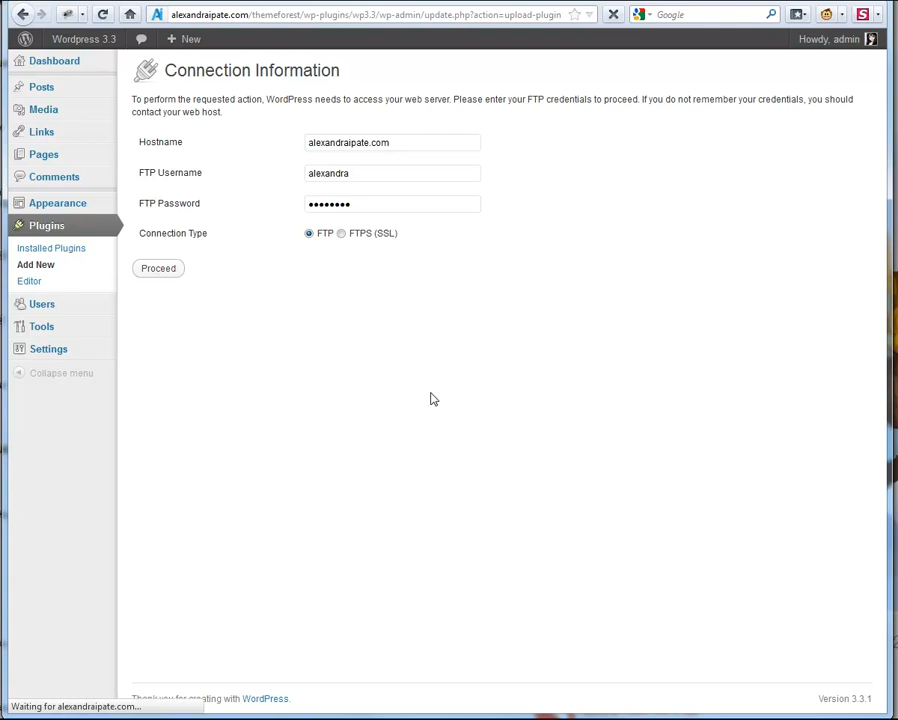 alexandraipate.com/themeforest/wp-plugins/wp3.3/wp-admin/update.php?action=upload-plugin
Google
Wordpress 3.3
New
Howdy, admin
Dashboard
Posts
Media
Links
Pages
Comments
Appearance
Plugins
Installed Plugins
Add New
Editor
Users
Tools
Settings
Collapse menu
Connection Information
To perform the requested action, WordPress needs to access your web server. Please enter your FTP credentials to proceed. If you do not remember your credentials, you should
contact your web host.
Hostname alexandraipate.com
FTP Username alexandra
FTP Password ••••••••
Connection Type FTP FTPS (SSL)
Proceed
Thank you for creating with WordPress.
Version 3.3.1
Waiting for alexandraipate.com...